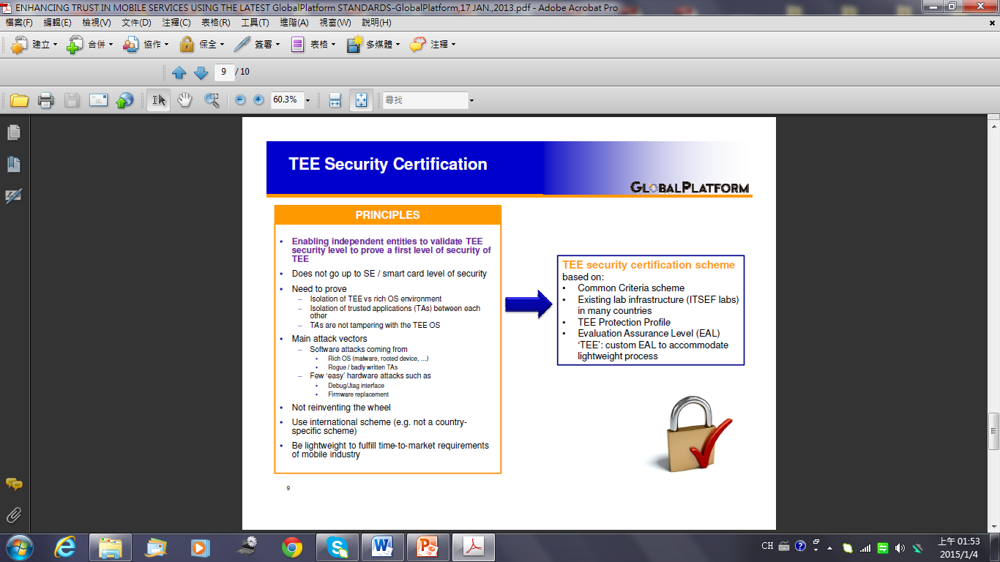 ENHANCING TRUST IN MOBILE SERVICES USING THE LATEST GlobalPlatform STANDARDS-GlobalPlatform,17 JAN.,2013.pdf - Adobe Acrobat Pro
檔案(F) 編輯(E) 檢視(V) 文件(D) 注釋(C) 表格(R) 工具(T) 進階(A) 視窗(W) 說明(H)
建立 合併 協作 保全 簽署 表格 多媒體 注釋
9 / 10
60.3% 尋找
TEE Security Certification
GLOBALPLATFORM
PRINCIPLES
• Enabling independent entities to validate TEE
security level to prove a first level of security of
TEE
• Does not go up to SE / smart card level of security
• Need to prove
– Isolation of TEE vs rich OS environment
– Isolation of trusted applications (TAs) between each
other
– TAs are not tampering with the TEE OS
• Main attack vectors
– Software attacks coming from
• Rich OS (malware, rooted device, ...)
• Rogue / badly written TAs
– Few ‘easy’ hardware attacks such as
• Debug/Jtag interface
• Firmware replacement
• Not reinventing the wheel
• Use international scheme (e.g. not a country-
specific scheme)
• Be lightweight to fulfill time-to-market requirements
of mobile industry
TEE security certification scheme
based on:
• Common Criteria scheme
• Existing lab infrastructure (ITSEF labs)
in many countries
• TEE Protection Profile
• Evaluation Assurance Level (EAL)
‘TEE’: custom EAL to accommodate
lightweight process
9
CH
上午 01:53
2015/1/4